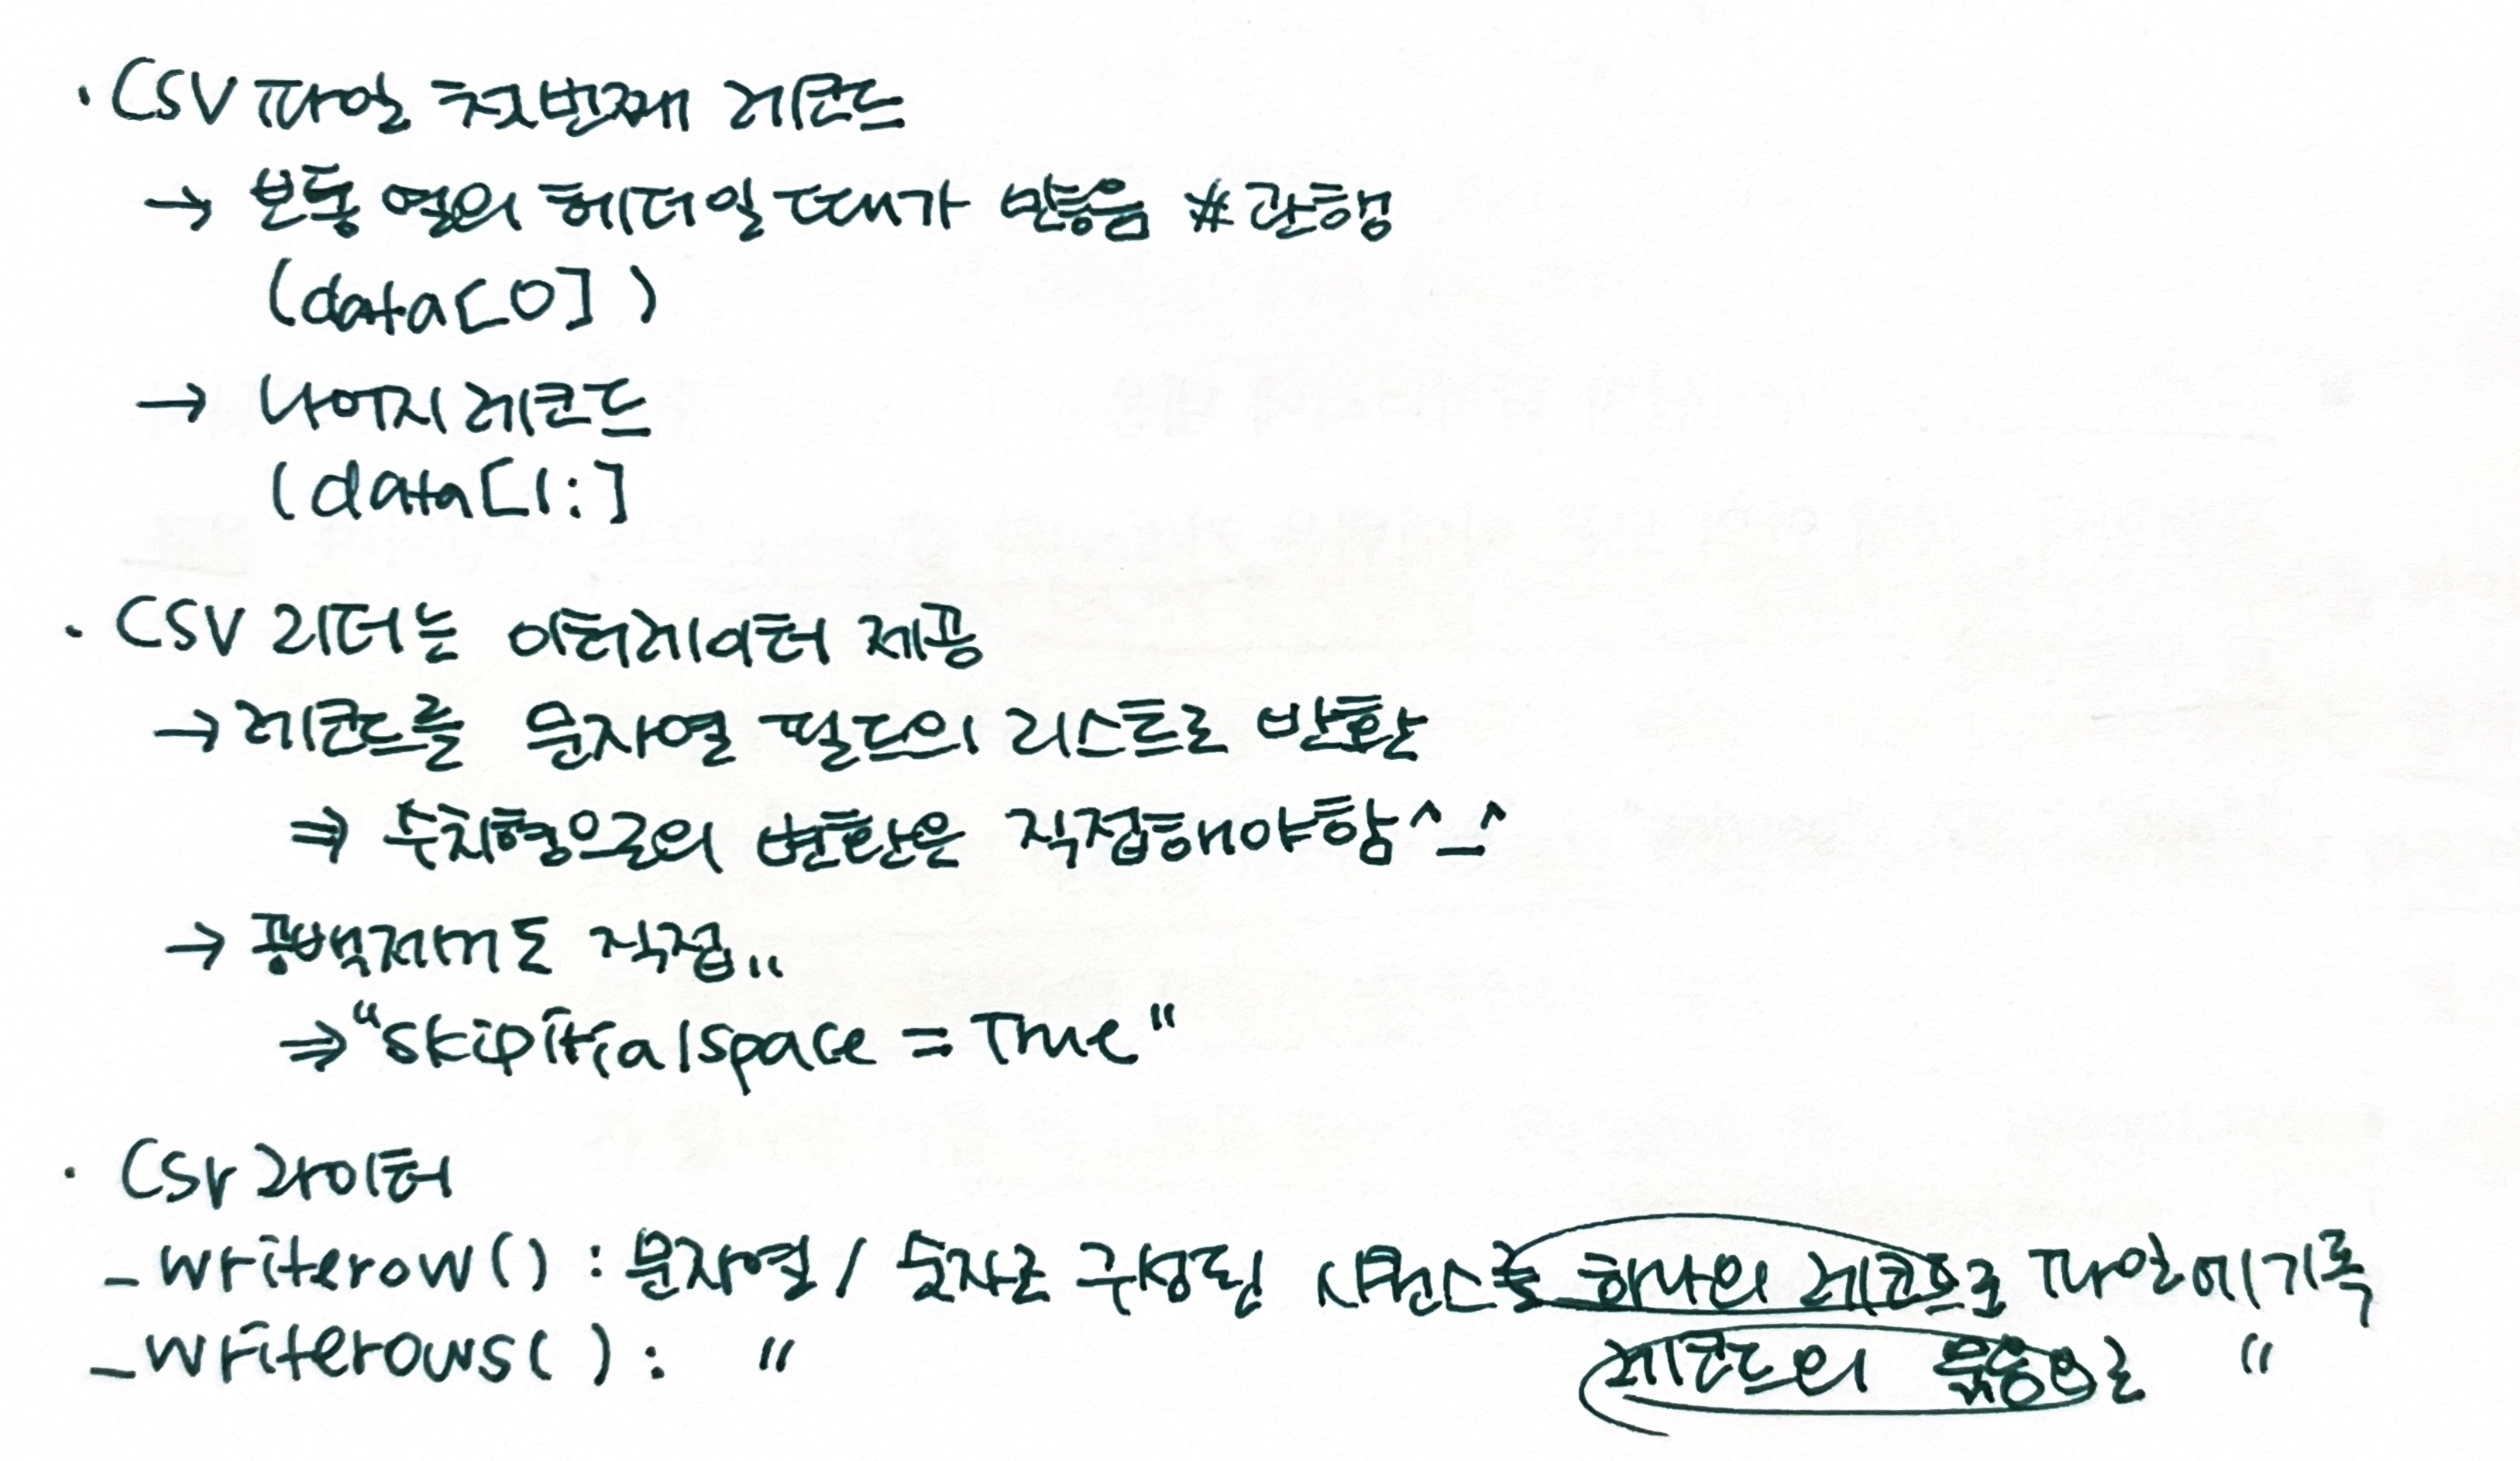 · CSV 파일 첫번째 레코드
→ 보통 열의 헤더일 때가 많음 #관행
(data[0])
→ 나머지 레코드
(data[1:]
· CSV 리더는 이터레이터 제공
→ 레코드를 문자열 필드의 리스트로 반환
⇒ 수치형으로의 변환은 직접해야함^_^
→ 공백제거도 직접..
⇒ "skipitialspace = True"
· CSV 라이터
- writerow() : 문자열 / 숫자로 구성된 시퀀스를 하나의 레코드로 파일에 기록
- writerows() : " 레코드의 묶음으로 "